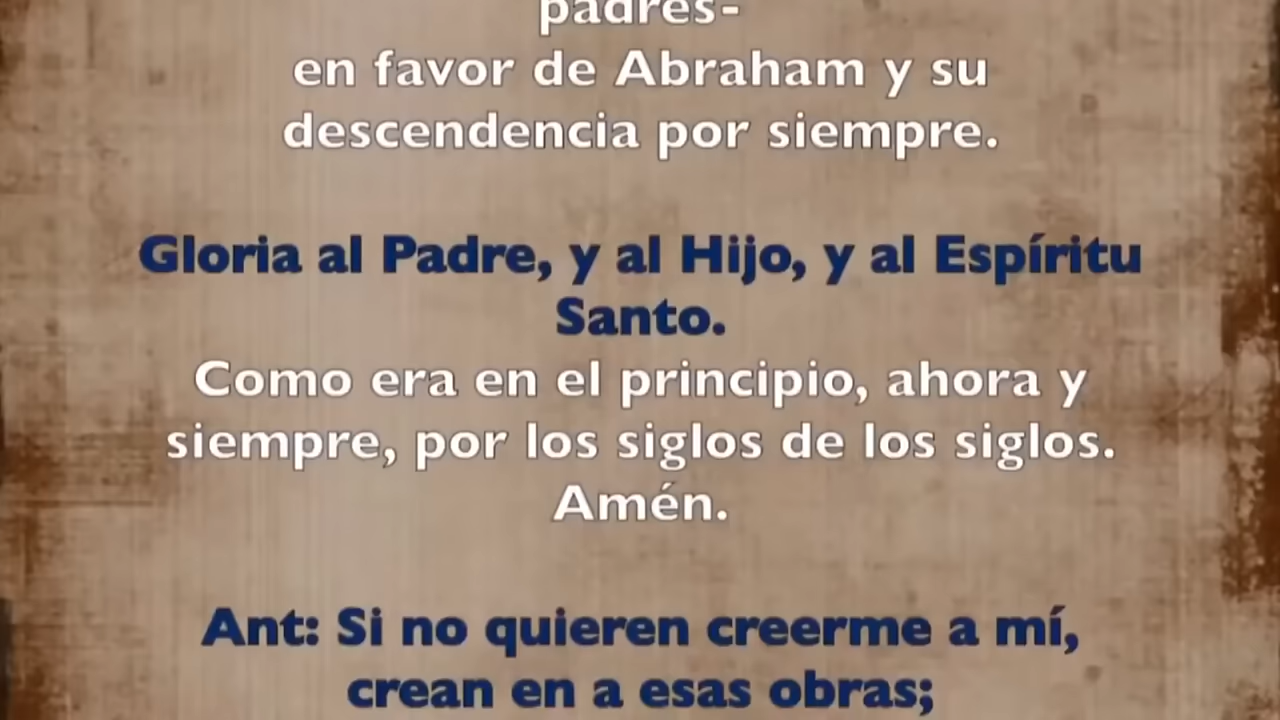 padres-
en favor de Abraham y su
descendencia por siempre.
Gloria al Padre, y al Hijo, y al Espíritu
Santo.
Como era en el principio, ahora y
siempre, por los siglos de los siglos.
Amén.
Ant: Si no quieren creerme a mí,
crean en a esas obras;